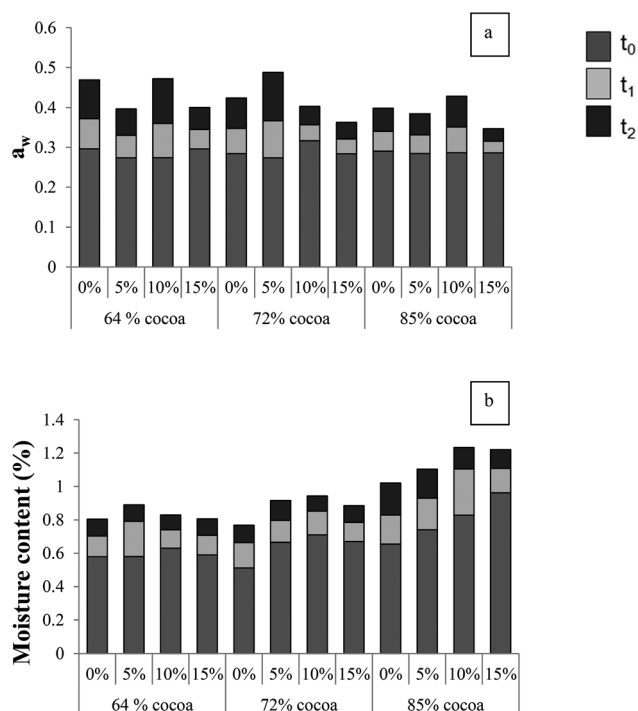 a
t0
t1
t2
aw
0.6
0.5
0.4
0.3
0.2
0.1
0
0% 5% 10% 15% 0% 5% 10% 15% 0% 5% 10% 15%
64 % cocoa 72% cocoa 85% cocoa
b
Moisture content (%)
1.4
1.2
1
0.8
0.6
0.4
0.2
0
0% 5% 10% 15% 0% 5% 10% 15% 0% 5% 10% 15%
64 % cocoa 72% cocoa 85% cocoa